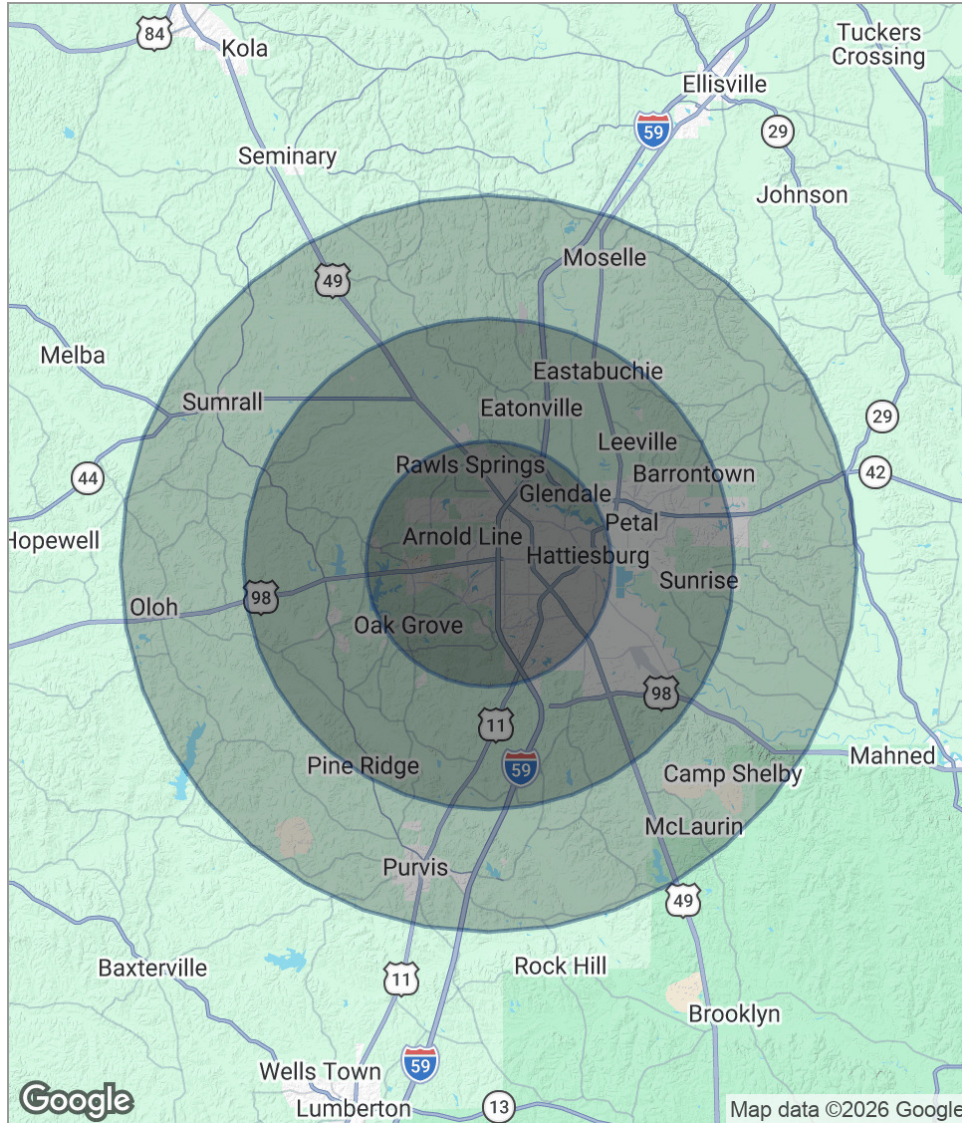 84
Kola
Tuckers
Crossing
Ellisville
59
29
Seminary
Johnson
Moselle
49
Melba
Eastabuchie
Sumrall
Eatonville
29
Leeville
Rawls Springs
Barrontown
44
42
Glendale
Petal
Arnold Line
Hopewell
Hattiesburg
Sunrise
98
Oloh
Oak Grove
98
11
Mahned
Pine Ridge
59
Camp Shelby
McLaurin
Purvis
49
Baxterville
Rock Hill
11
Brooklyn
59
Wells Town
Google
Lumberton
13
Map data ©2026 Google